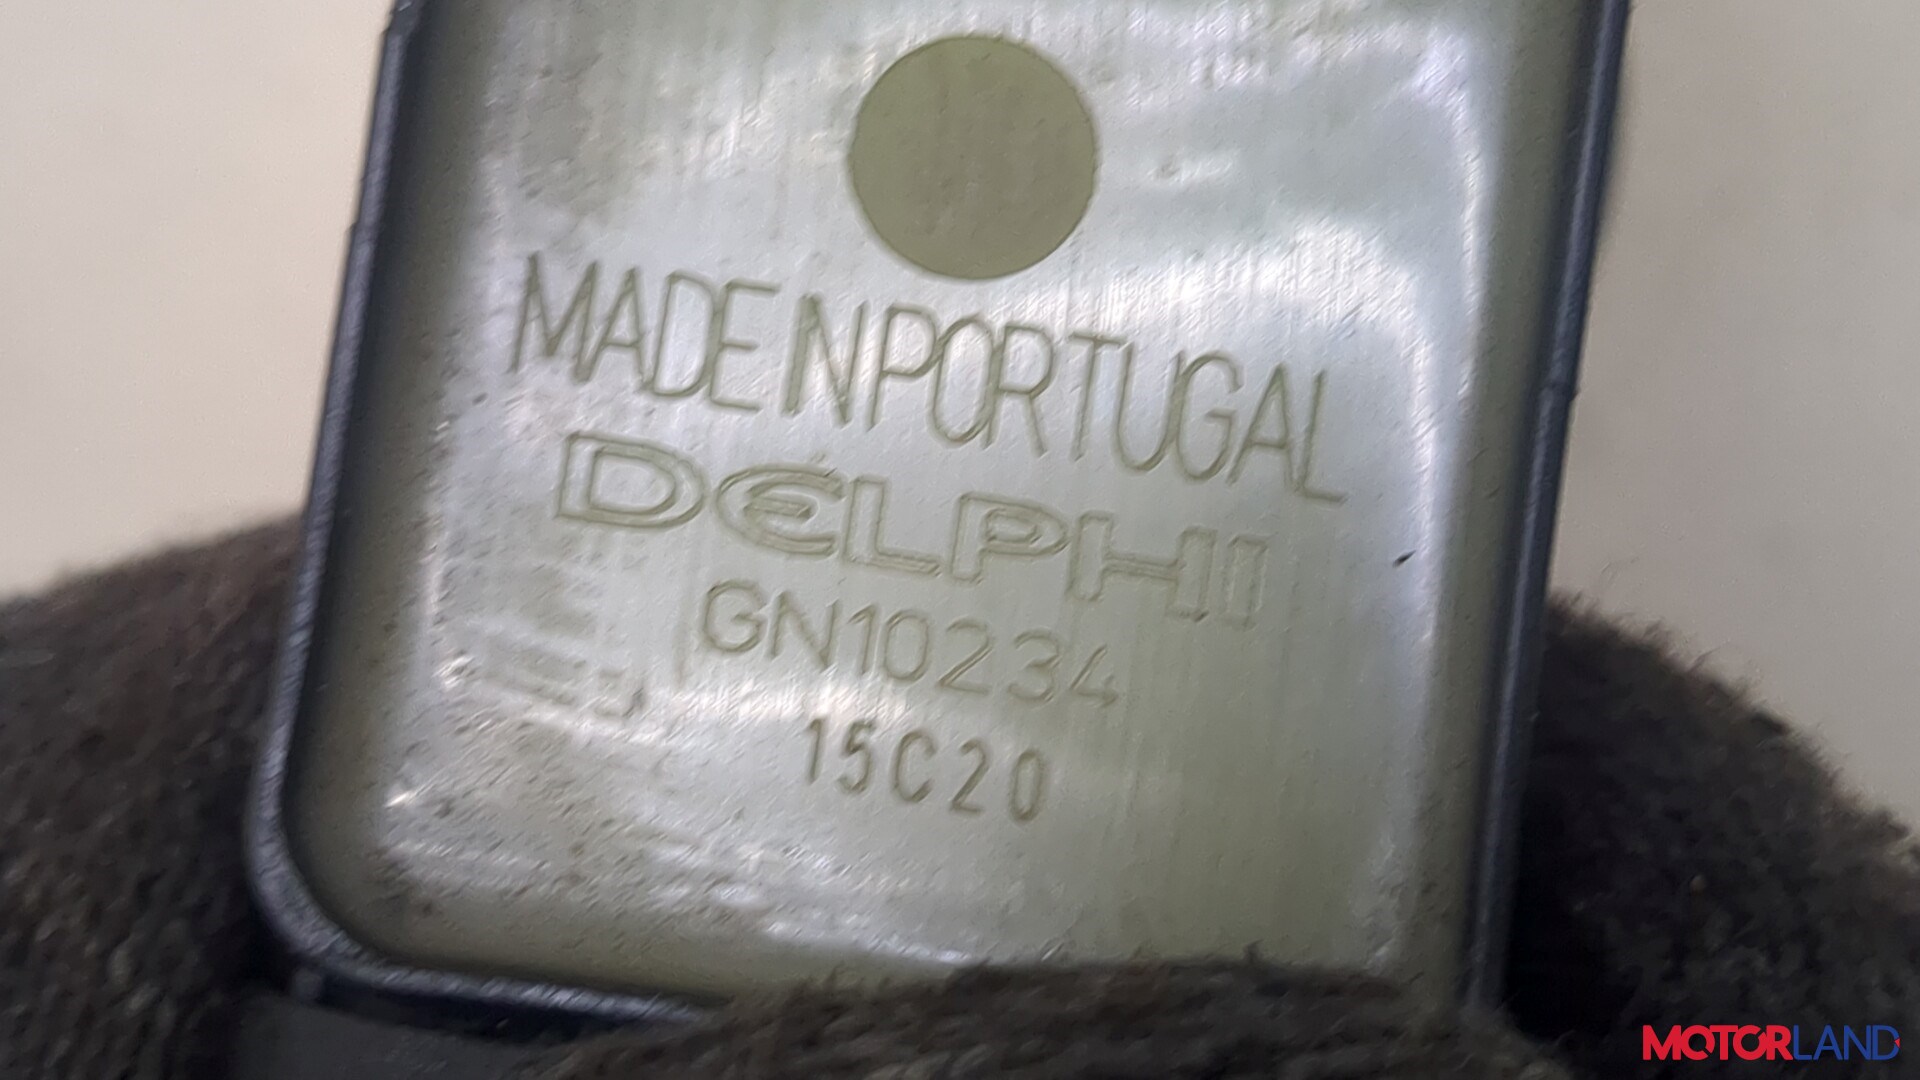 MADE IN PORTUGAL
DELPHI
GN10234
15C20
MOTORLAND